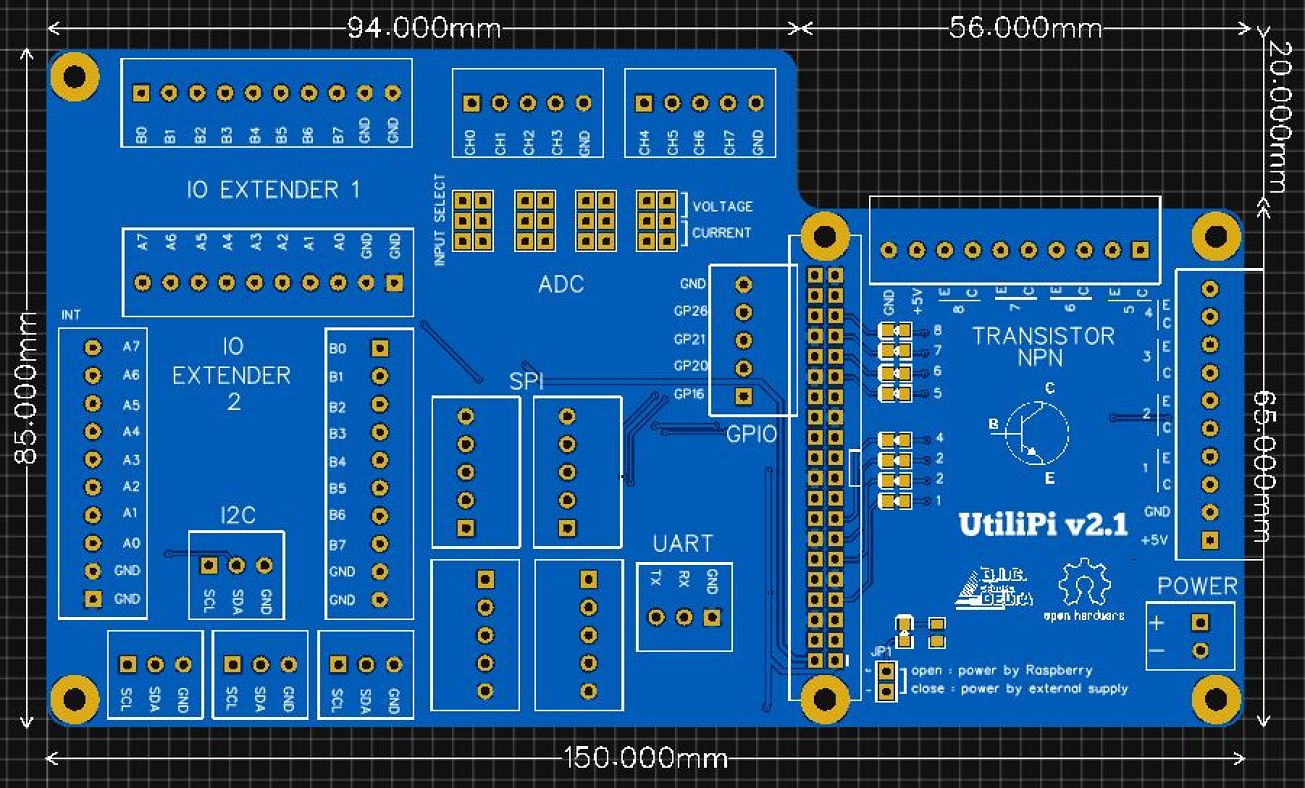 94.000mm
56.000mm
20.000mm
B0 B1 B2 B3 B4 B5 B6 B7 GND GND
CH0 CH1 CH2 CH3 GND
CH4 CH5 CH6 CH7 GND
IO EXTENDER 1
INPUT SELECT
VOLTAGE
CURRENT
A7 A6 A5 A4 A3 A2 A1 A0 GND GND
ADC
GND
GP26
GP21
GP20
GP16
GPIO
GND +5V E C E C E C E C
8 7 6 5
8
7
6
5
4
2
2
1
TRANSISTOR
NPN
C
B
E
4 E C
3 E C
2 E C
1 E C
GND
+5V
INT
A7
A6
A5
A4
A3
A2
A1
A0
GND
GND
IO
EXTENDER
2
B0
B1
B2
B3
B4
B5
B6
B7
GND
GND
SPI
85.000mm
65.000mm
I2C
SCL SDA GND
SCL SDA GND
SCL SDA GND
SCL SDA GND
UART
TX RX GND
UtiliPi v2.1
DELTA
open hardware
POWER
+
−
JP1
open : power by Raspberry
close : power by external supply
150.000mm